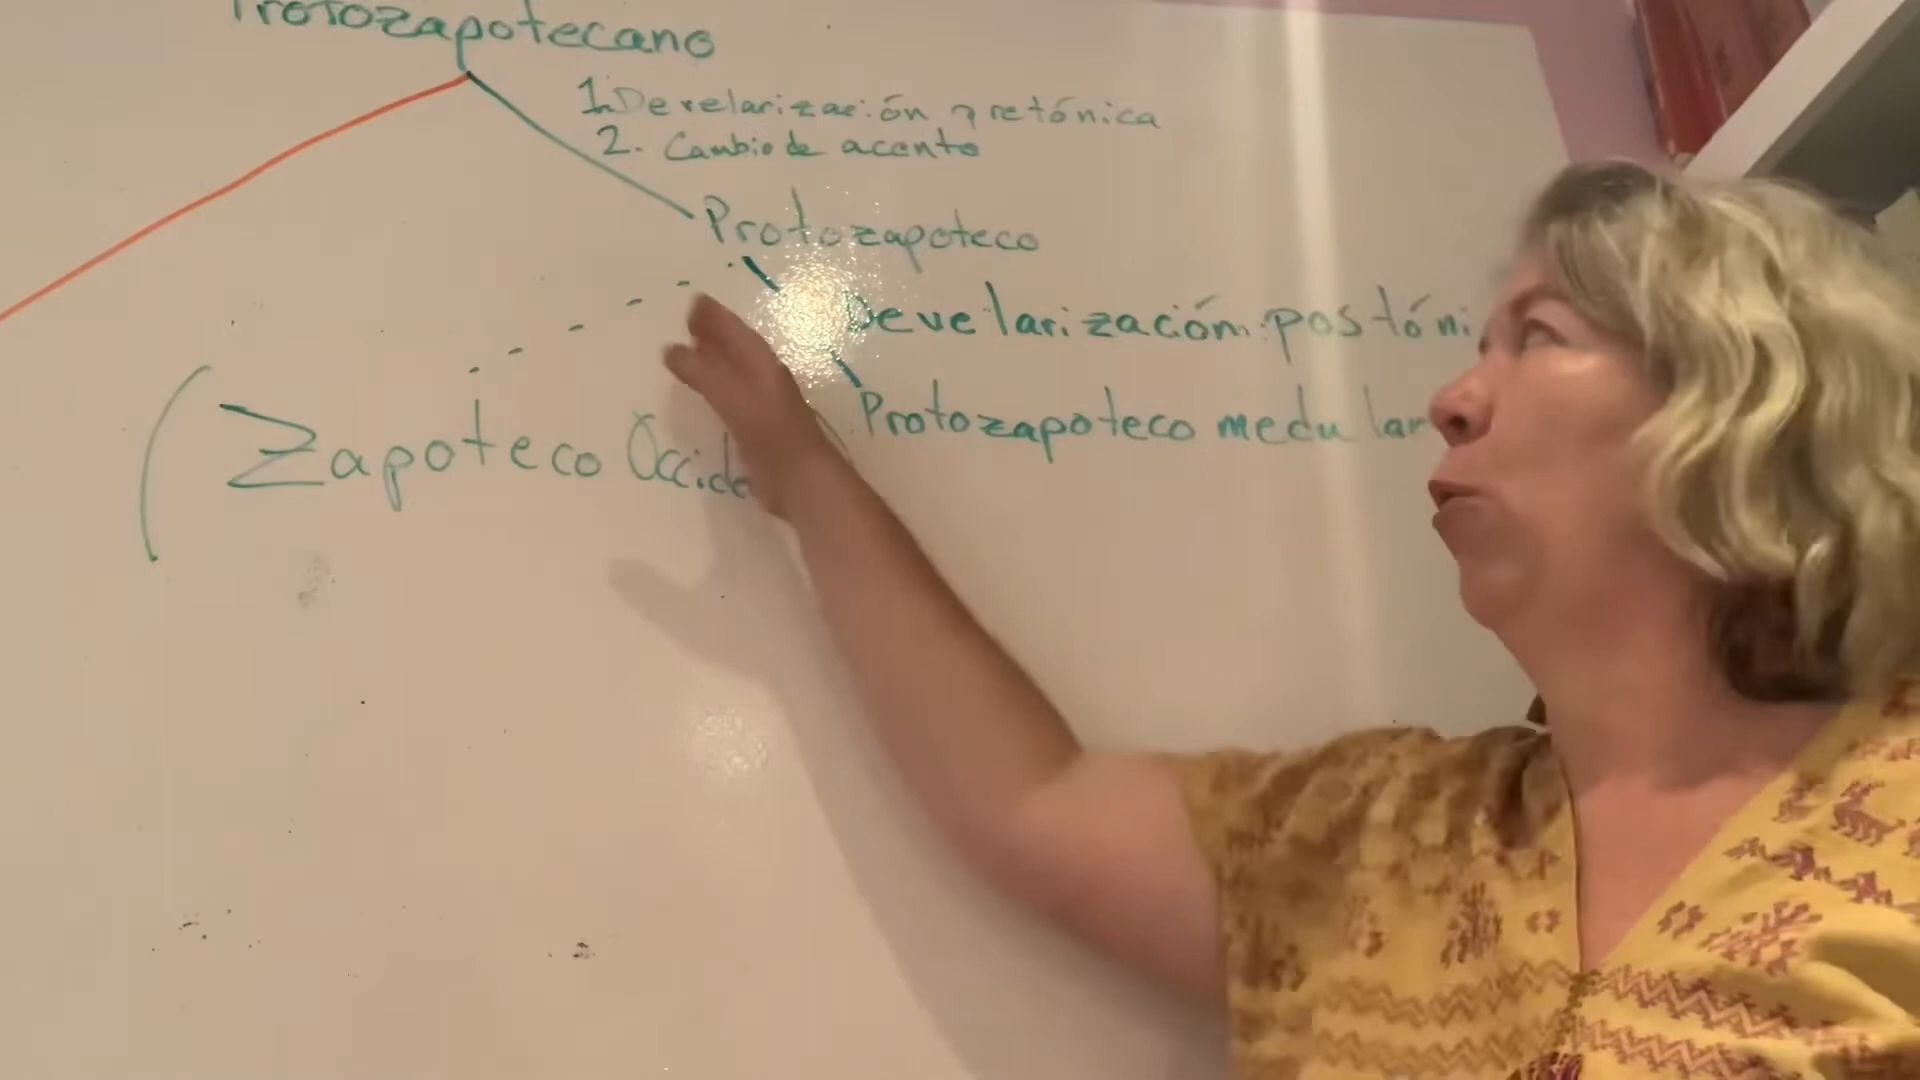 Protozapotecano
1. Develarización pretónica
2. Cambio de acento
Protozapoteco
Develarización postóni
Protozapoteco medular
(Zapoteco Occide